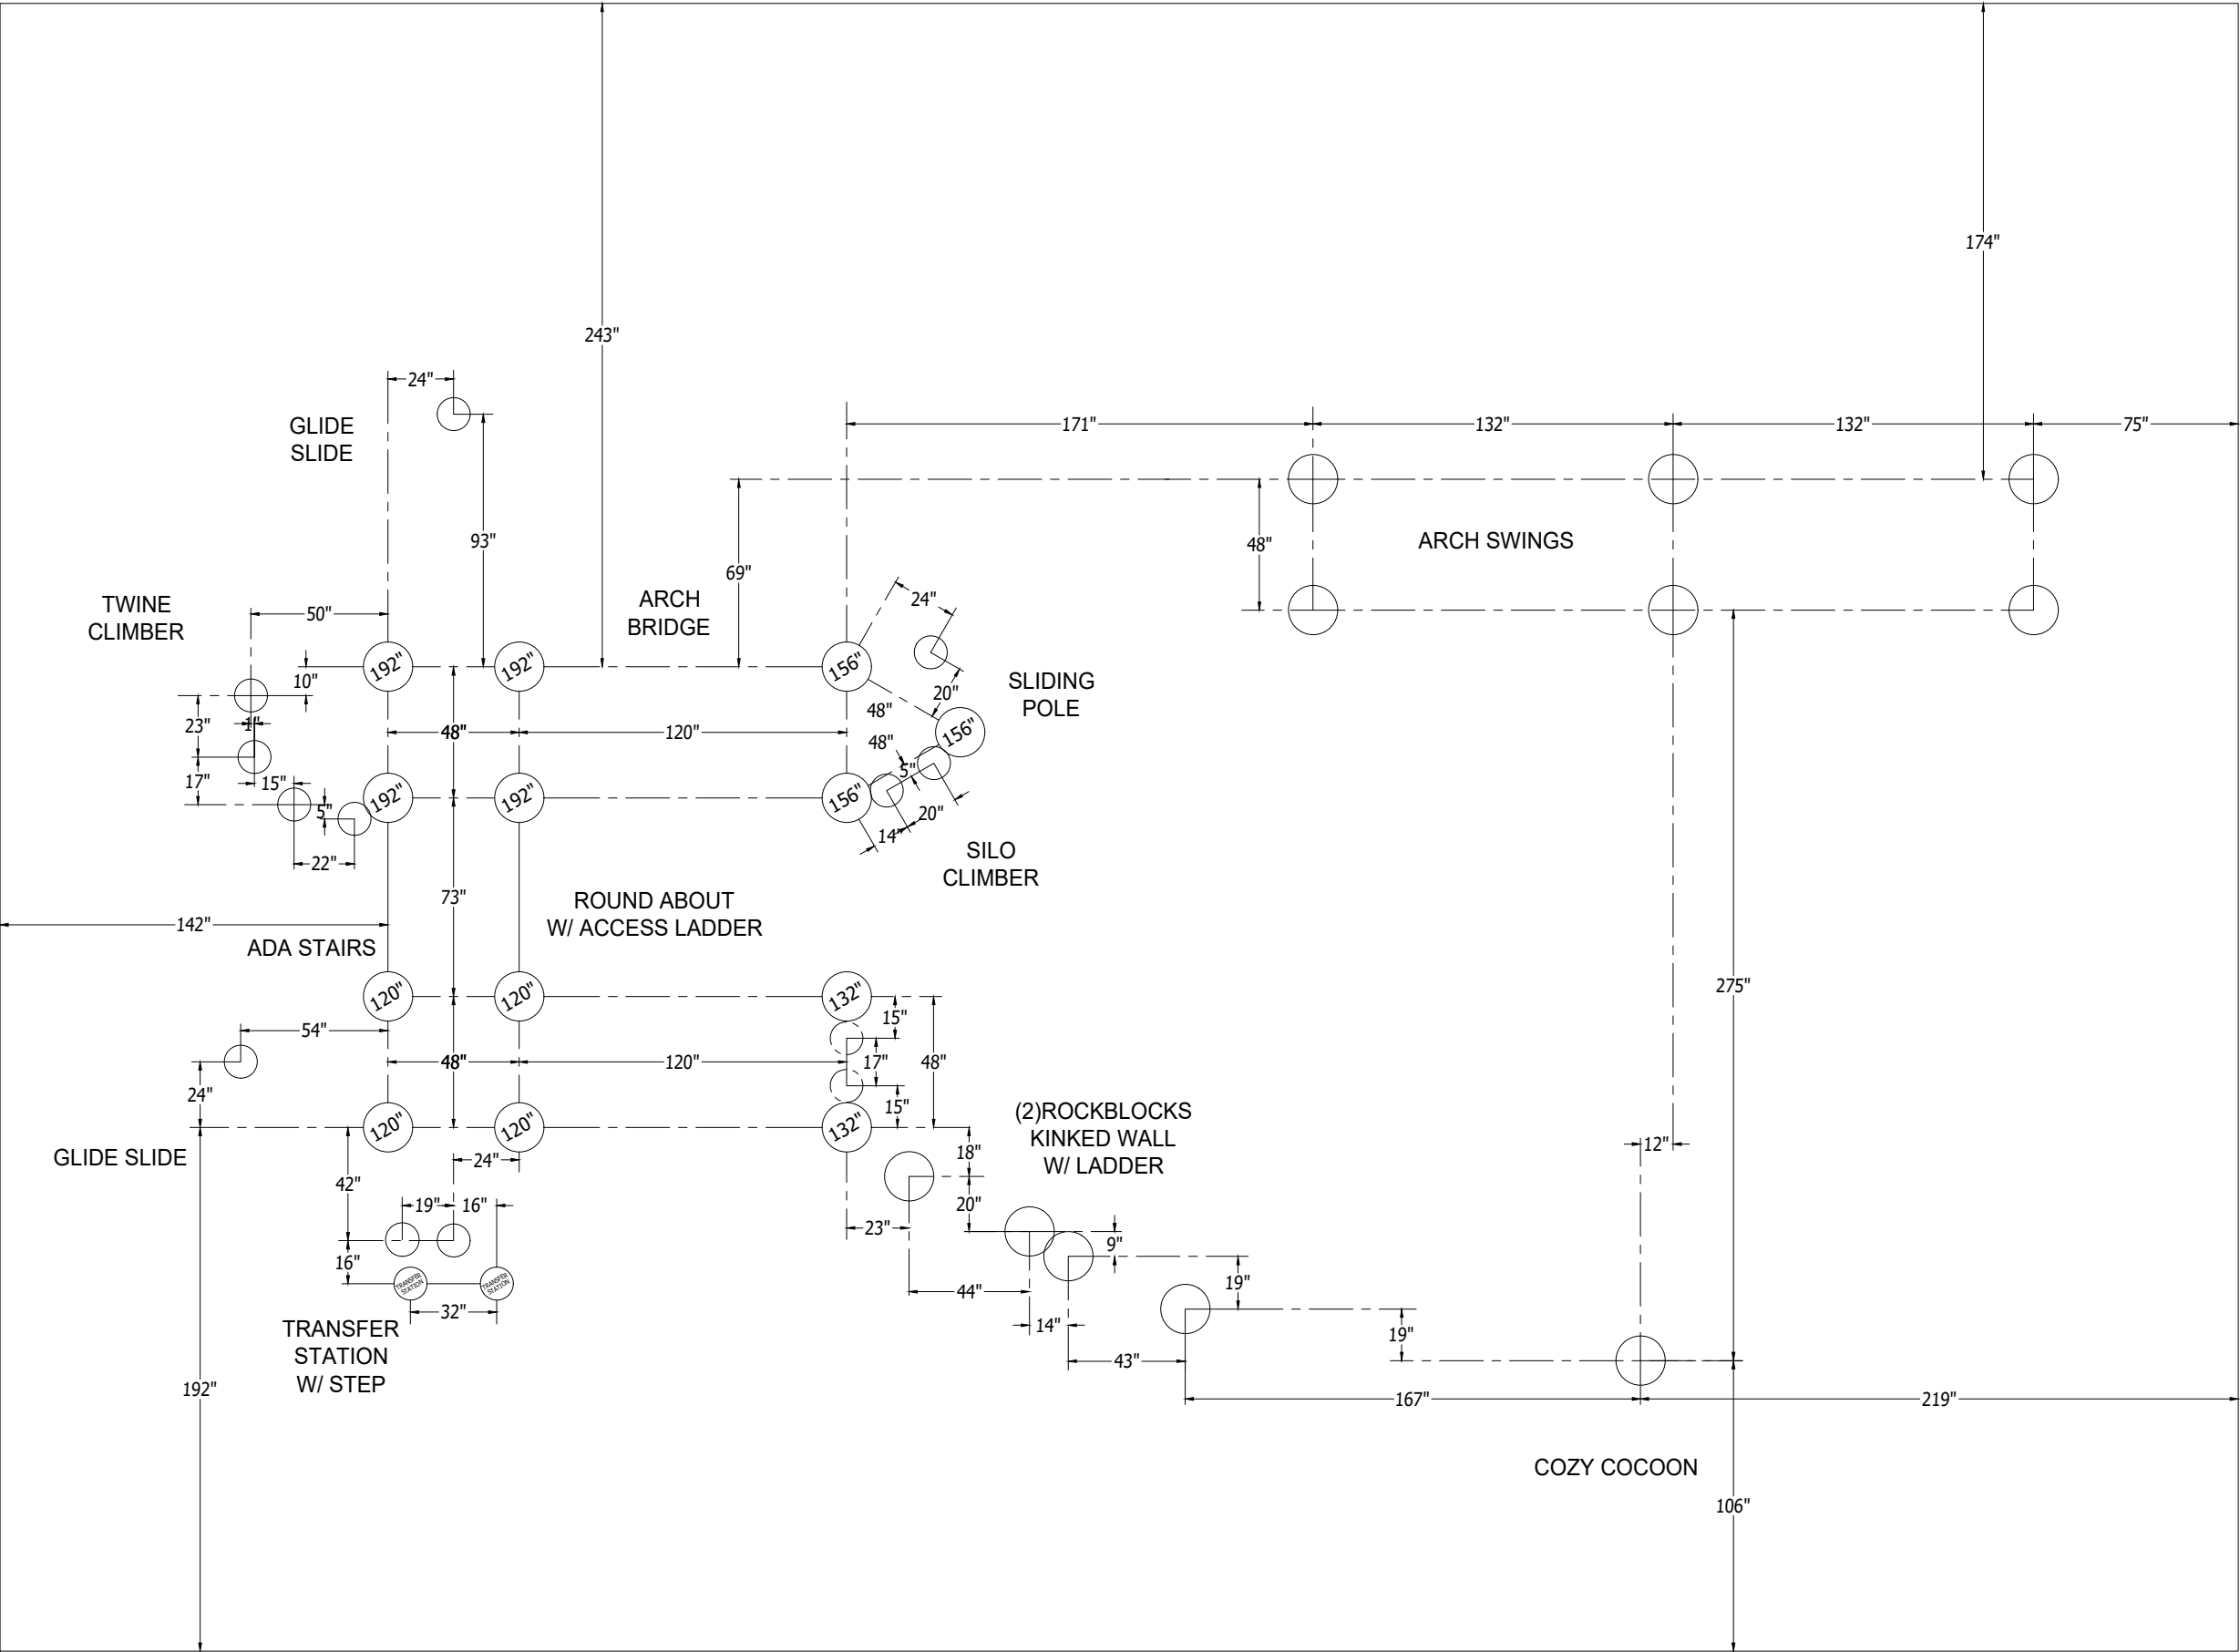 174"
243"
24"
GLIDE
SLIDE
171"
132"
132"
75"
93"
48"
ARCH SWINGS
69"
TWINE
CLIMBER
50"
ARCH
BRIDGE
24"
192"
192"
156"
10"
20"
SLIDING
POLE
48"
23"
1"
48"
120"
156"
48"
5"
17"
15"
192"
192"
156"
5"
20"
14"
22"
SILO
CLIMBER
73"
ROUND ABOUT
W/ ACCESS LADDER
142"
ADA STAIRS
275"
120"
120"
132"
15"
54"
48"
120"
17"
48"
24"
15"
120"
120"
132"
(2)ROCKBLOCKS
KINKED WALL
W/ LADDER
GLIDE SLIDE
24"
18"
12"
42"
19"
16"
20"
23"
9"
16"
TRANSFER
STATION
TRANSFER
STATION
19"
44"
32"
14"
19"
TRANSFER
STATION
W/ STEP
43"
192"
167"
219"
COZY COCOON
106"